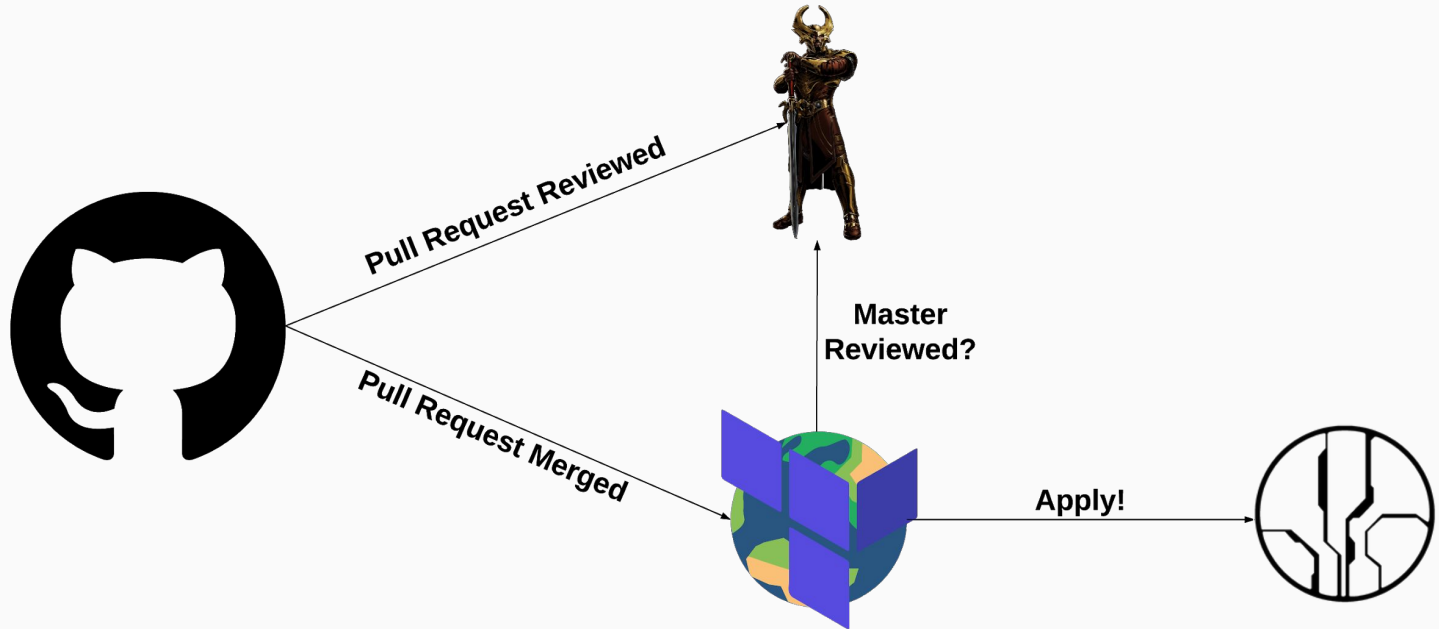 Pull Request Reviewed
Master
Reviewed?
Pull Request Merged
Apply!